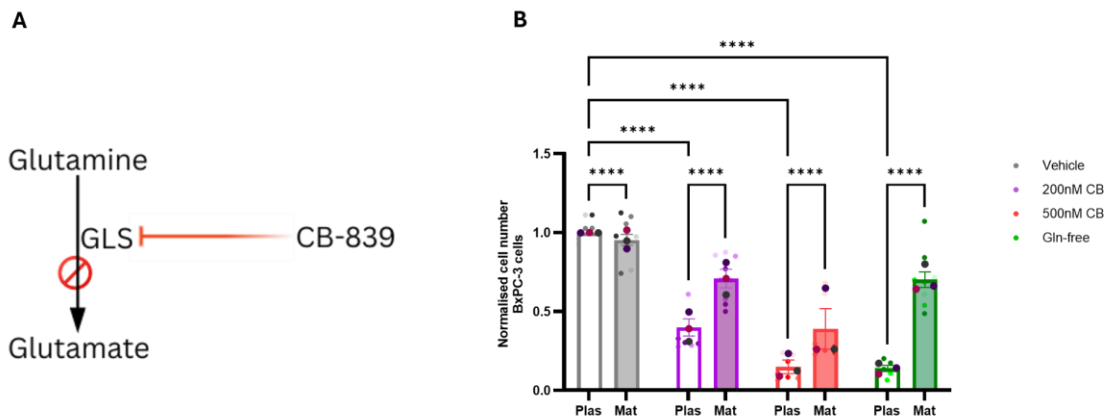 A
Glutamine
GLS
CB-839
Glutamate
B
****
****
****
****
****
****
****
1.5
1.0
0.5
0.0
Normalised cell number
BxPC-3 cells
Plas Mat Plas Mat Plas Mat Plas Mat
Vehicle
200nM CB
500nM CB
Gln-free